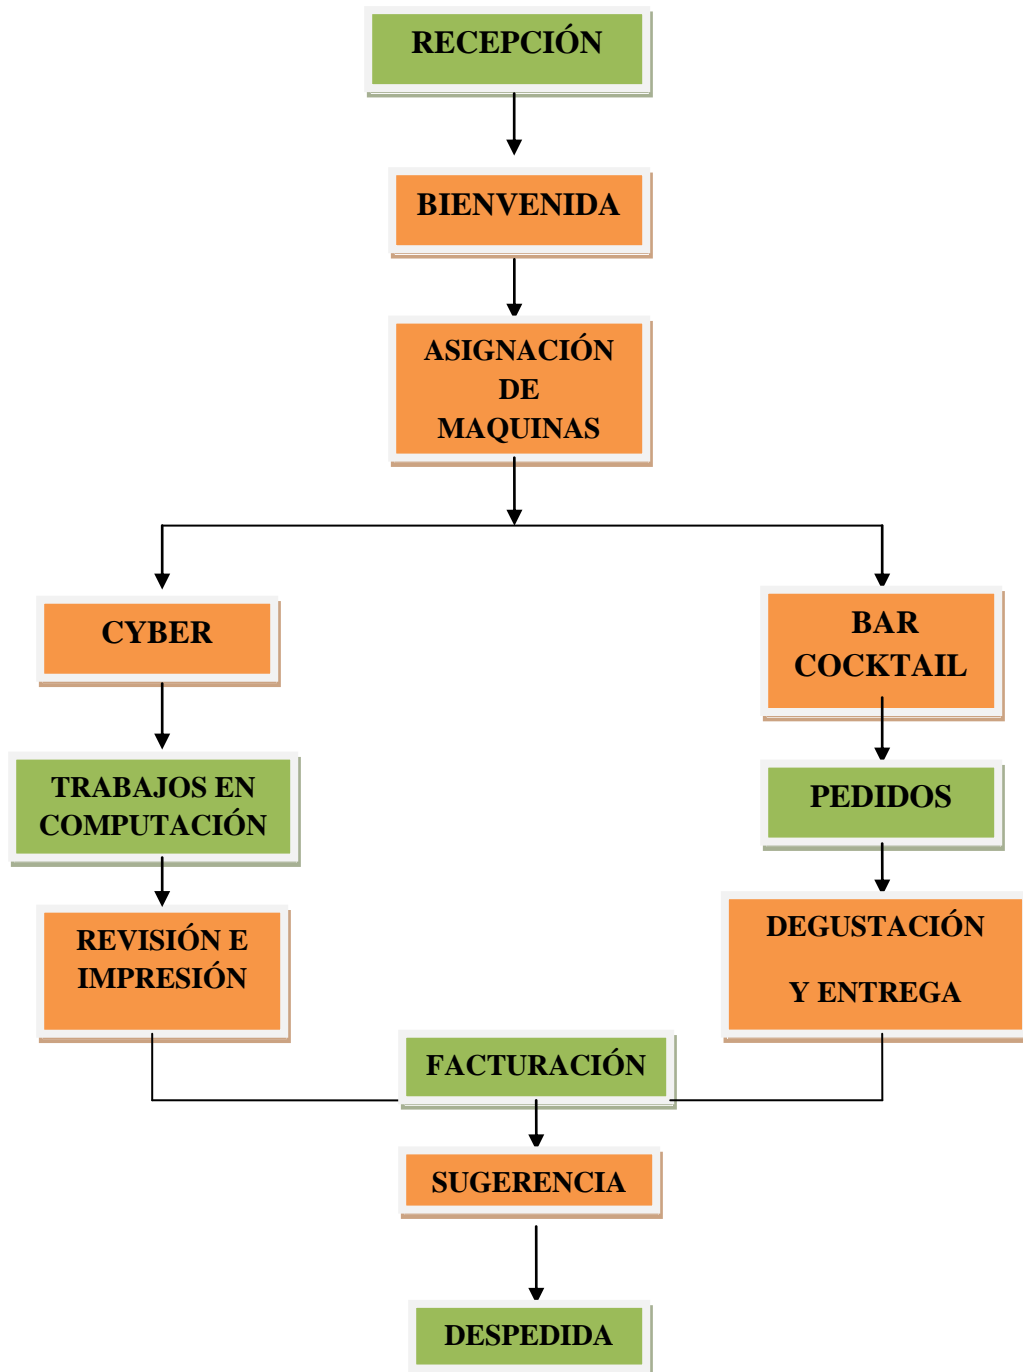 RECEPCIÓN
BIENVENIDA
ASIGNACIÓN
DE
MAQUINAS
CYBER
BAR
COCKTAIL
TRABAJOS EN
COMPUTACIÓN
PEDIDOS
REVISIÓN E
IMPRESIÓN
DEGUSTACIÓN
Y ENTREGA
FACTURACIÓN
SUGERENCIA
DESPEDIDA